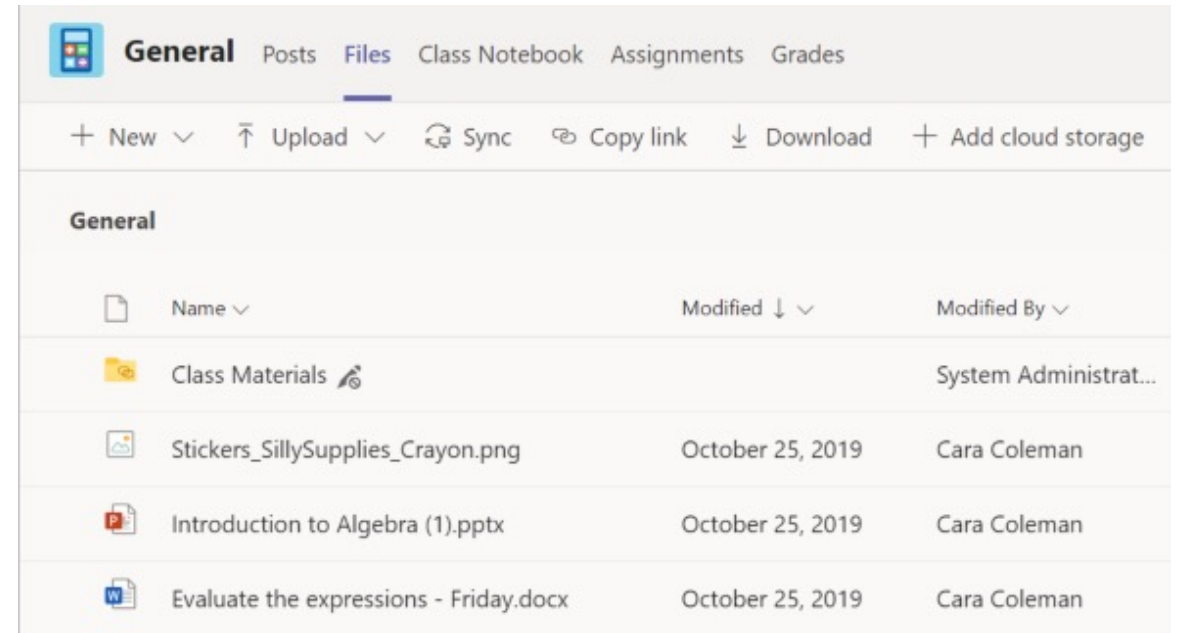 General Posts Files Class Notebook Assignments Grades
New Upload Sync Copy link Download Add cloud storage
General
Name Modified Modified By
Class Materials System Administrat...
Stickers_SillySupplies_Crayon.png October 25, 2019 Cara Coleman
Introduction to Algebra (1).pptx October 25, 2019 Cara Coleman
Evaluate the expressions - Friday.docx October 25, 2019 Cara Coleman